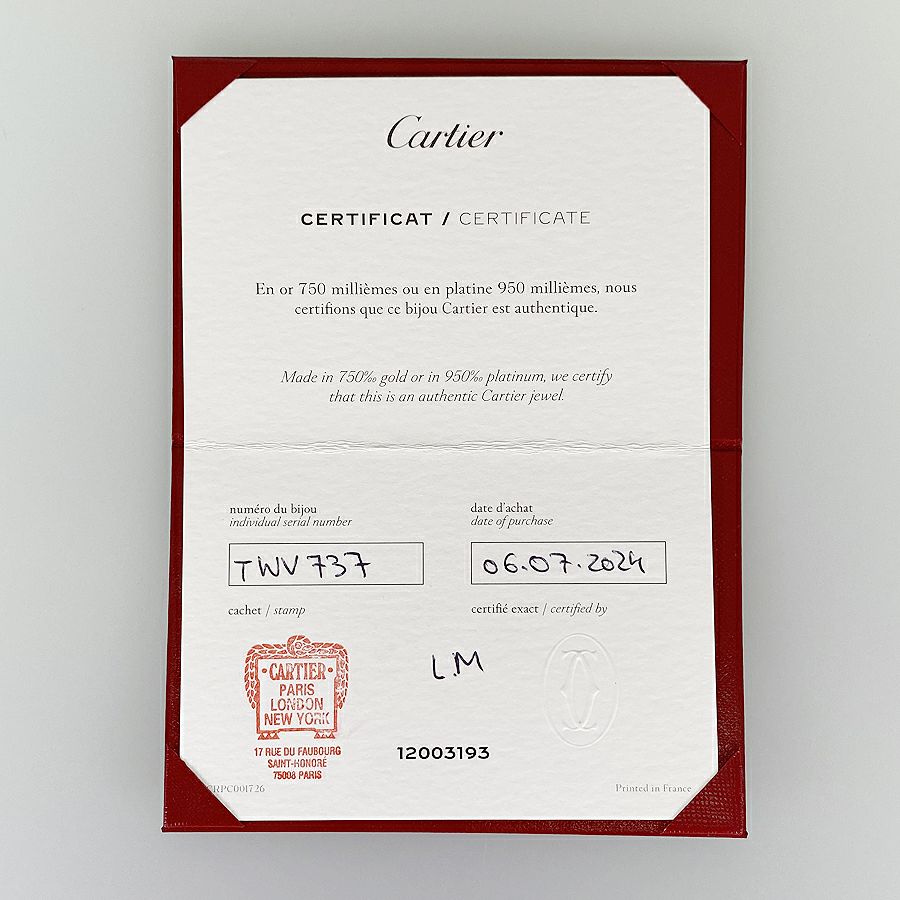 Cartier
CERTIFICAT / CERTIFICATE
En or 750 millièmes ou en platine 950 millièmes, nous
certifions que ce bijou Cartier est authentique.
Made in 750‰ gold or in 950‰ platinum, we certify
that this is an authentic Cartier jewel.
numéro du bijou
individual serial number
TWV 737
date d'achat
date of purchase
06.07.2024
cachet / stamp
certifié exact / certified by
CARTIER
PARIS
LONDON
NEW YORK
17 RUE DU FAUBOURG
SAINT-HONORÉ
75008 PARIS
L.M
12003193
CRPC001726
Printed in France